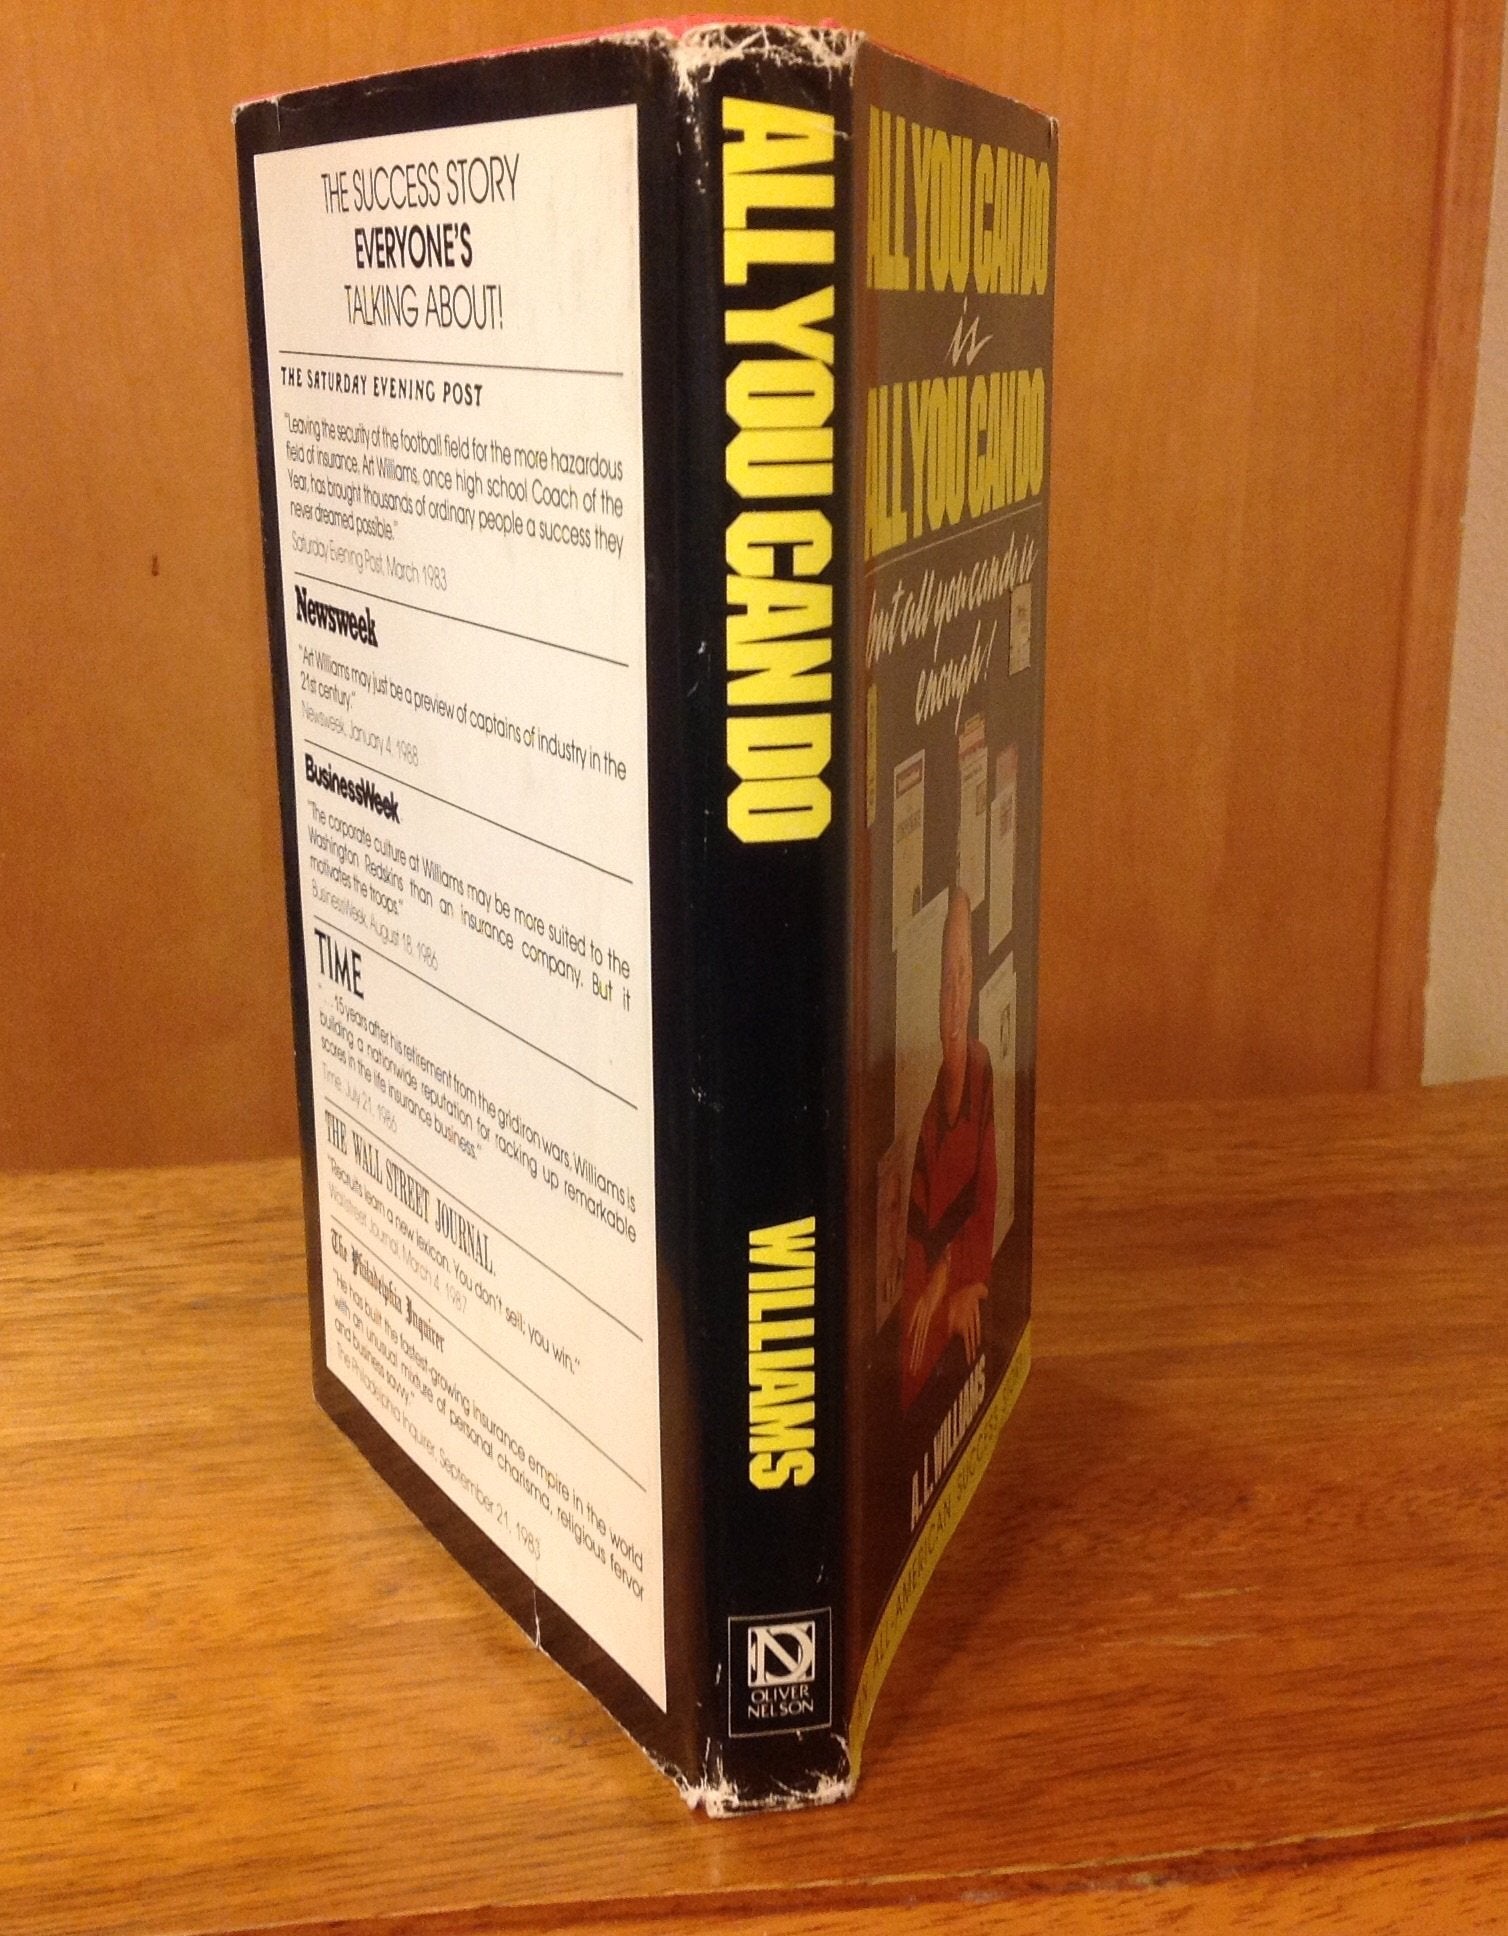 THE SUCCESS STORY
EVERYONE'S
TALKING ABOUT!
THE SATURDAY EVENING POST
"Leaving the security of the football field for the more hazardous
field of insurance, Art Williams, once high school Coach of the
Year, has brought thousands of ordinary people a success they
never dreamed possible."
Saturday Evening Post, March 1983
Newsweek
"Art Williams may just be a preview of captains of industry in the
21st century."
Newsweek, January 4, 1988
BusinessWeek
"The corporate culture at Williams may be more suited to the
Washington Redskins than an insurance company. But it
motivates the troops."
BusinessWeek, August 18, 1986
TIME
"...15 years after his retirement from the gridiron wars, Williams is
building a nationwide reputation for racking up remarkable
scores in the life insurance business."
Time, July 21, 1986
THE WALL STREET JOURNAL.
"Recruits learn a new lexicon. You don't sell; you win."
Wallstreet Journal, March 4, 1987
The Philadelphia Inquirer
"He has built the fastest-growing insurance empire in the world
with an unusual mixture of personal charisma, religious fervor
and business savvy."
The Philadelphia Inquirer, September 21, 1983
ALL YOU CAN DO
WILLIAMS
OLIVER
NELSON
ALL YOU CAN DO
is
ALL YOU CAN DO
but all you can do is
enough!
A.L. WILLIAMS
ALL-AMERICAN SUCCESS